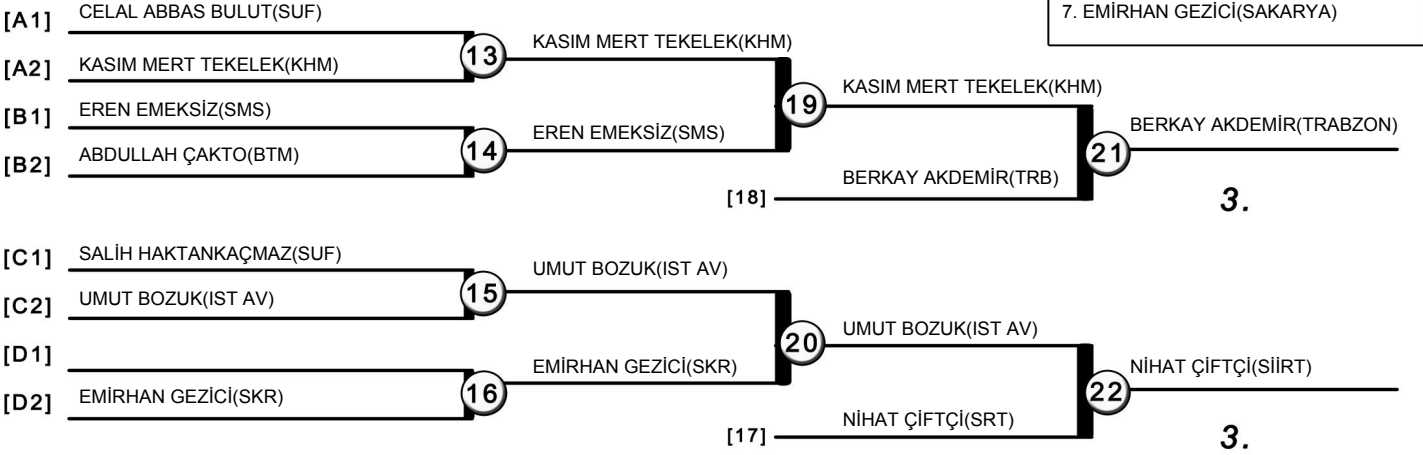 7. EMİRHAN GEZİCİ(SAKARYA)
[A1] CELAL ABBAS BULUT(SUF)
[A2] KASIM MERT TEKELEK(KHM)
13
KASIM MERT TEKELEK(KHM)
[B1] EREN EMEKSİZ(SMS)
[B2] ABDULLAH ÇAKTO(BTM)
14
EREN EMEKSİZ(SMS)
19
KASIM MERT TEKELEK(KHM)
[18] BERKAY AKDEMİR(TRB)
21
BERKAY AKDEMİR(TRABZON)
3.
[C1] SALİH HAKTANKAÇMAZ(SUF)
[C2] UMUT BOZUK(IST AV)
15
UMUT BOZUK(IST AV)
[D1]
[D2] EMİRHAN GEZİCİ(SKR)
16
EMİRHAN GEZİCİ(SKR)
20
UMUT BOZUK(IST AV)
[17] NİHAT ÇİFTÇİ(SRT)
22
NİHAT ÇİFTÇİ(SİİRT)
3.